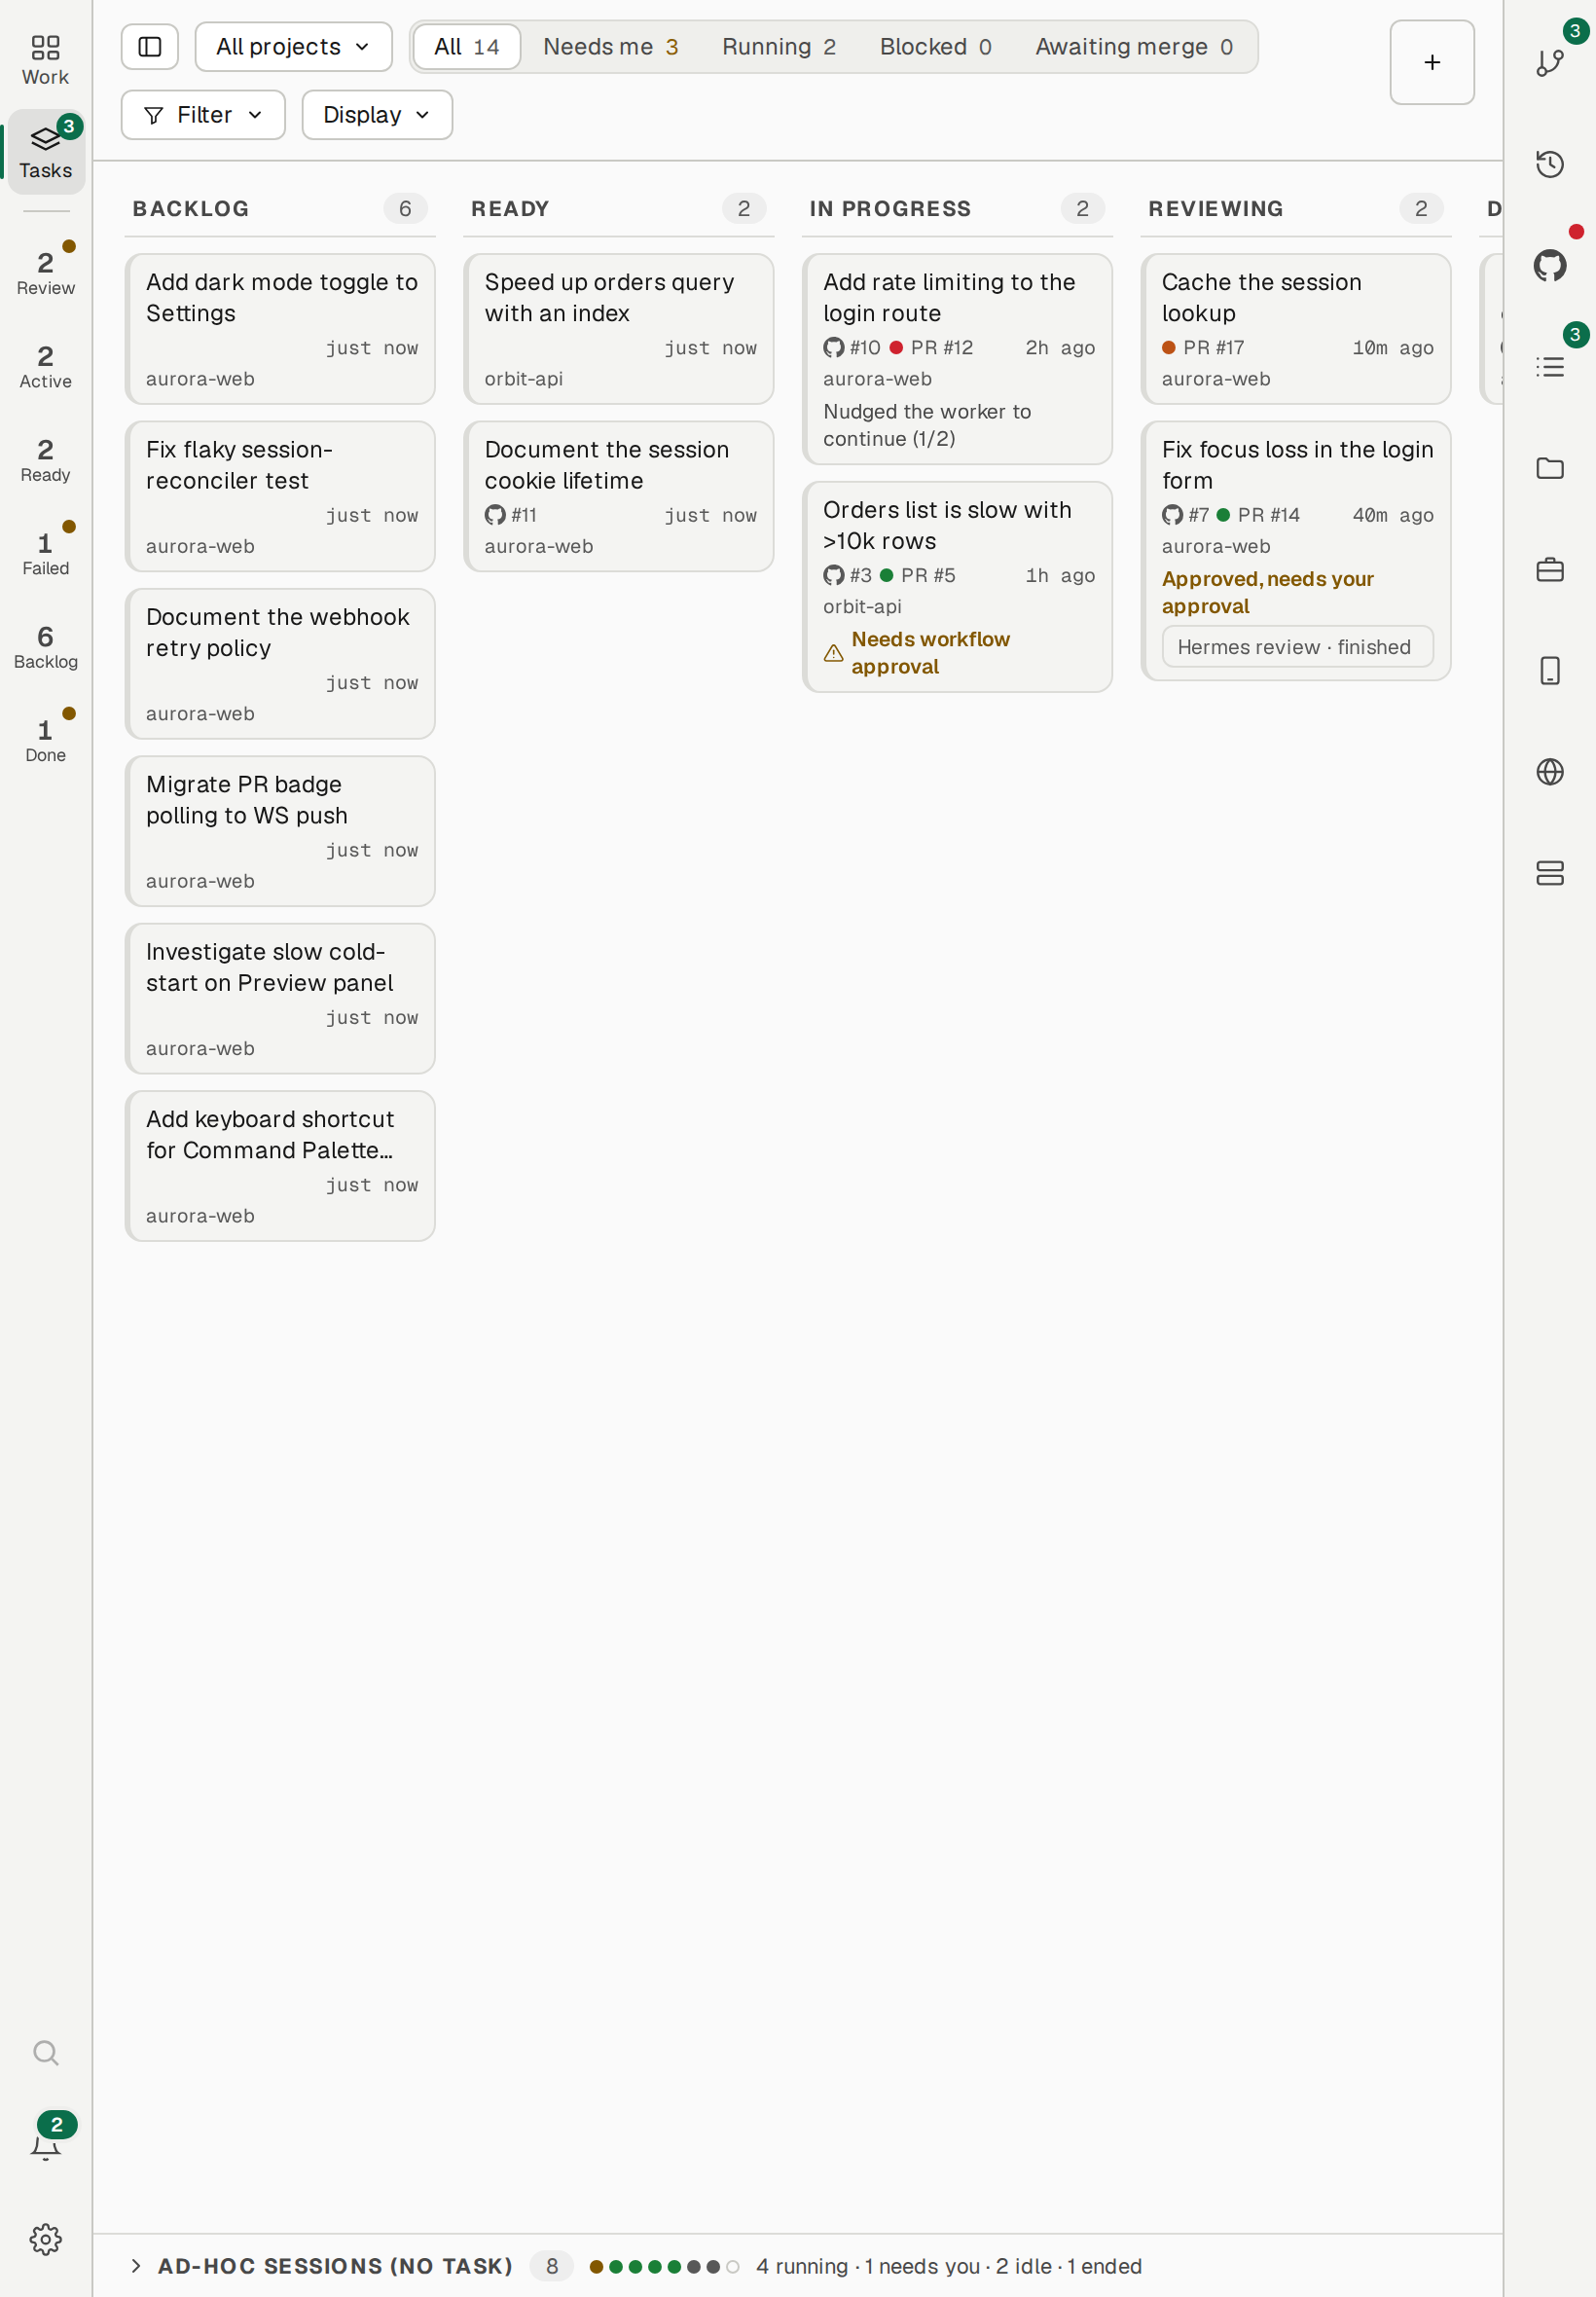 Work
3
Tasks
2
Review
2
Active
2
Ready
1
Failed
6
Backlog
1
Done
2
All projects
All 14
Needs me 3
Running 2
Blocked 0
Awaiting merge 0
Filter
Display
BACKLOG 6
Add dark mode toggle to
Settings
just now
aurora-web
Fix flaky session-
reconciler test
just now
aurora-web
Document the webhook
retry policy
just now
aurora-web
Migrate PR badge
polling to WS push
just now
aurora-web
Investigate slow cold-
start on Preview panel
just now
aurora-web
Add keyboard shortcut
for Command Palette…
just now
aurora-web
READY 2
Speed up orders query
with an index
just now
orbit-api
Document the session
cookie lifetime
#11 just now
aurora-web
IN PROGRESS 2
Add rate limiting to the
login route
#10 PR #12 2h ago
aurora-web
Nudged the worker to
continue (1/2)
Orders list is slow with
>10k rows
#3 PR #5 1h ago
orbit-api
Needs workflow
approval
REVIEWING 2
Cache the session
lookup
PR #17 10m ago
aurora-web
Fix focus loss in the login
form
#7 PR #14 40m ago
aurora-web
Approved, needs your
approval
Hermes review · finished
3
3
AD-HOC SESSIONS (NO TASK) 8 4 running · 1 needs you · 2 idle · 1 ended